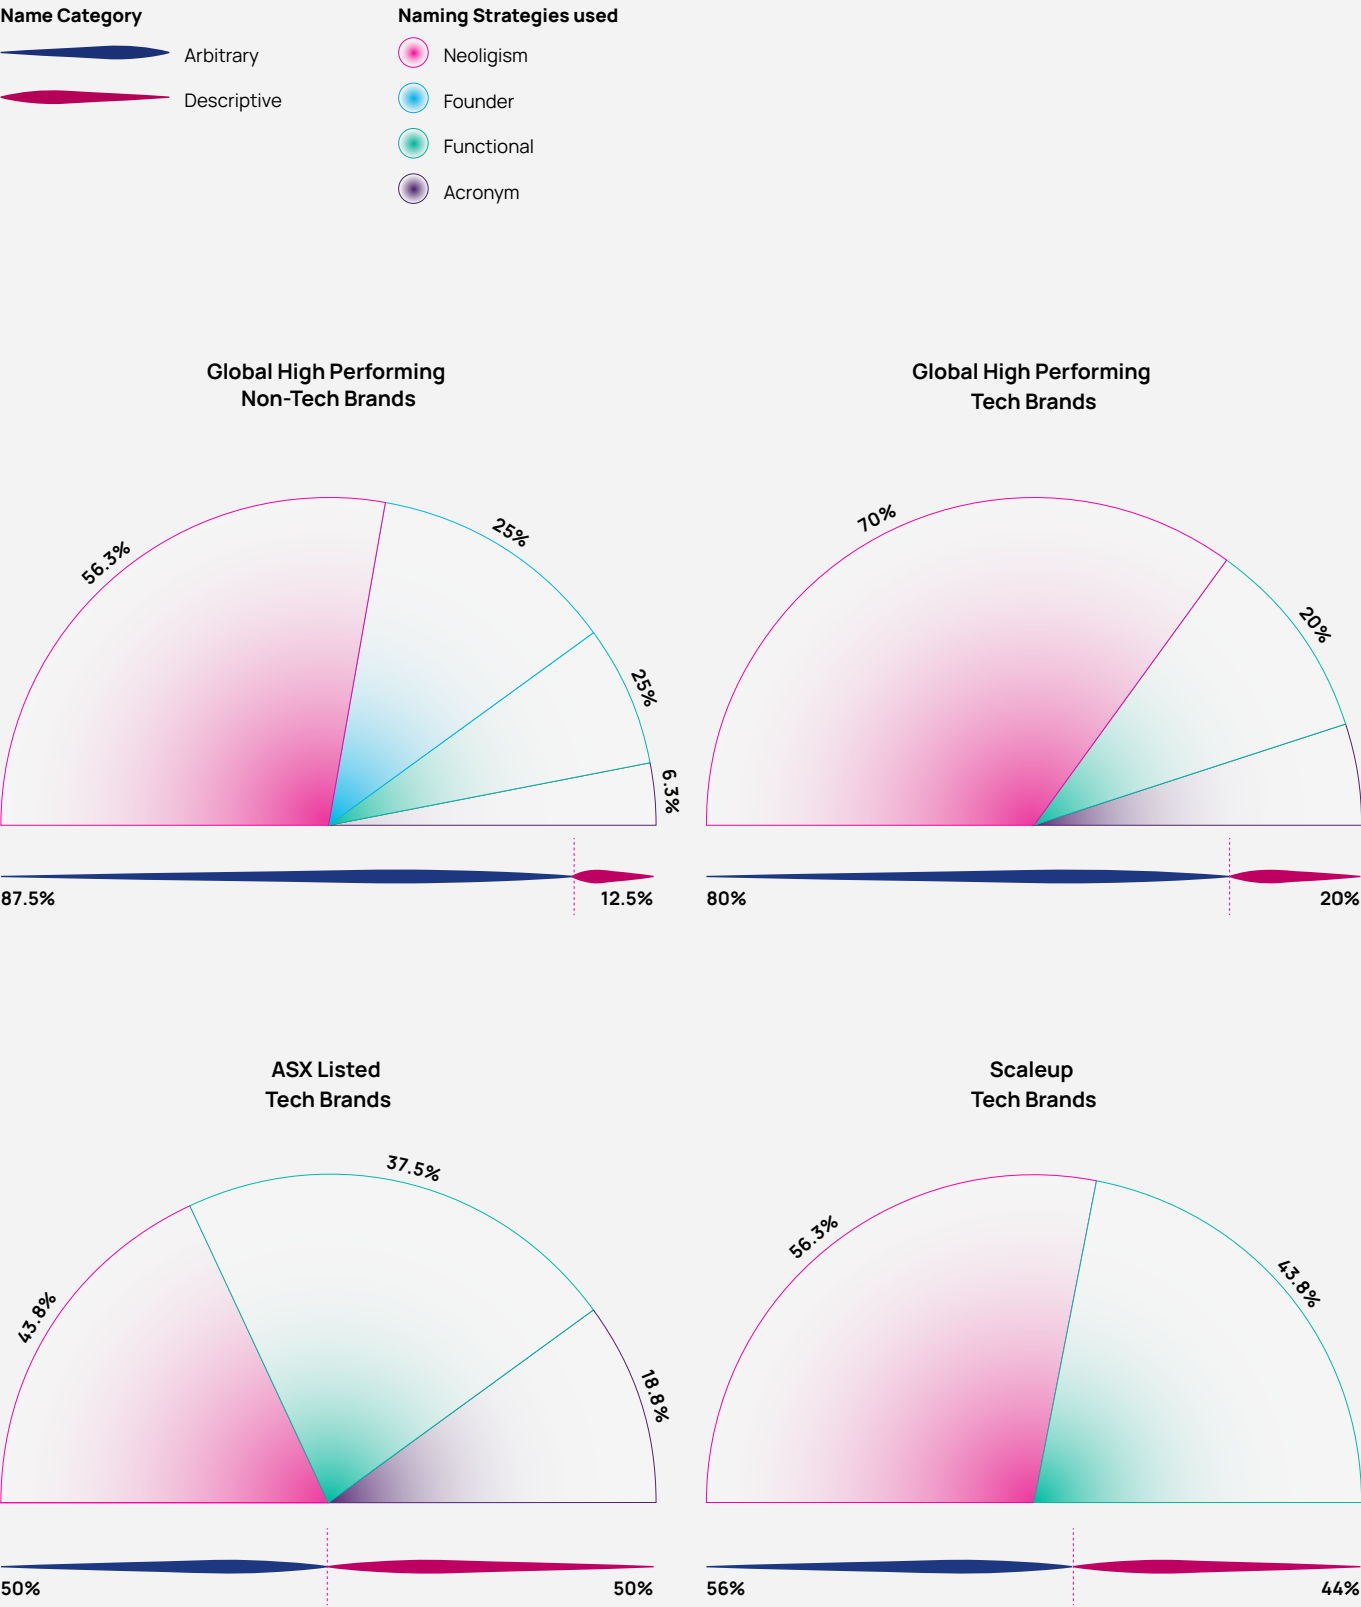 Name Category
Arbitrary
Descriptive
Naming Strategies used
Neoligism
Founder
Functional
Acronym
Global High Performing
Non-Tech Brands
56.3%
25%
25%
6.3%
87.5%
12.5%
Global High Performing
Tech Brands
70%
20%
80%
20%
ASX Listed
Tech Brands
43.8%
37.5%
18.8%
50%
50%
Scaleup
Tech Brands
56.3%
43.8%
56%
44%